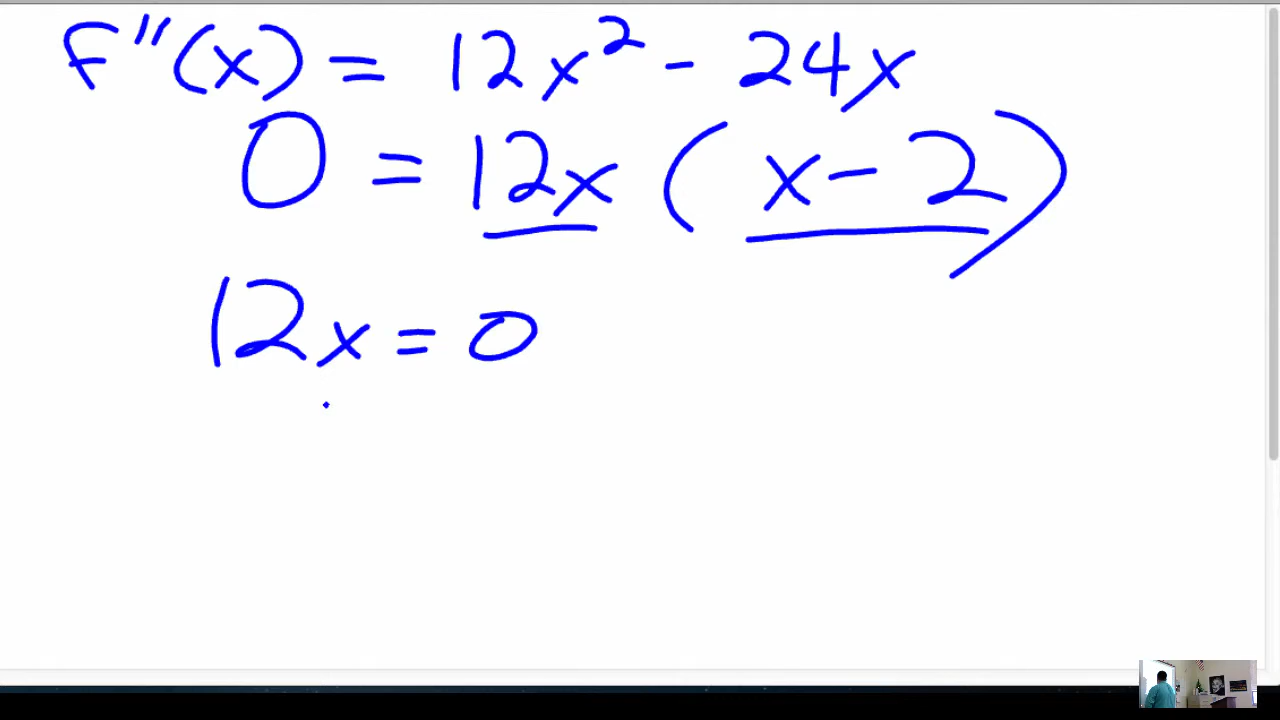 f''(x) = 12x² - 24x
0 = 12x (x - 2)
12x = 0